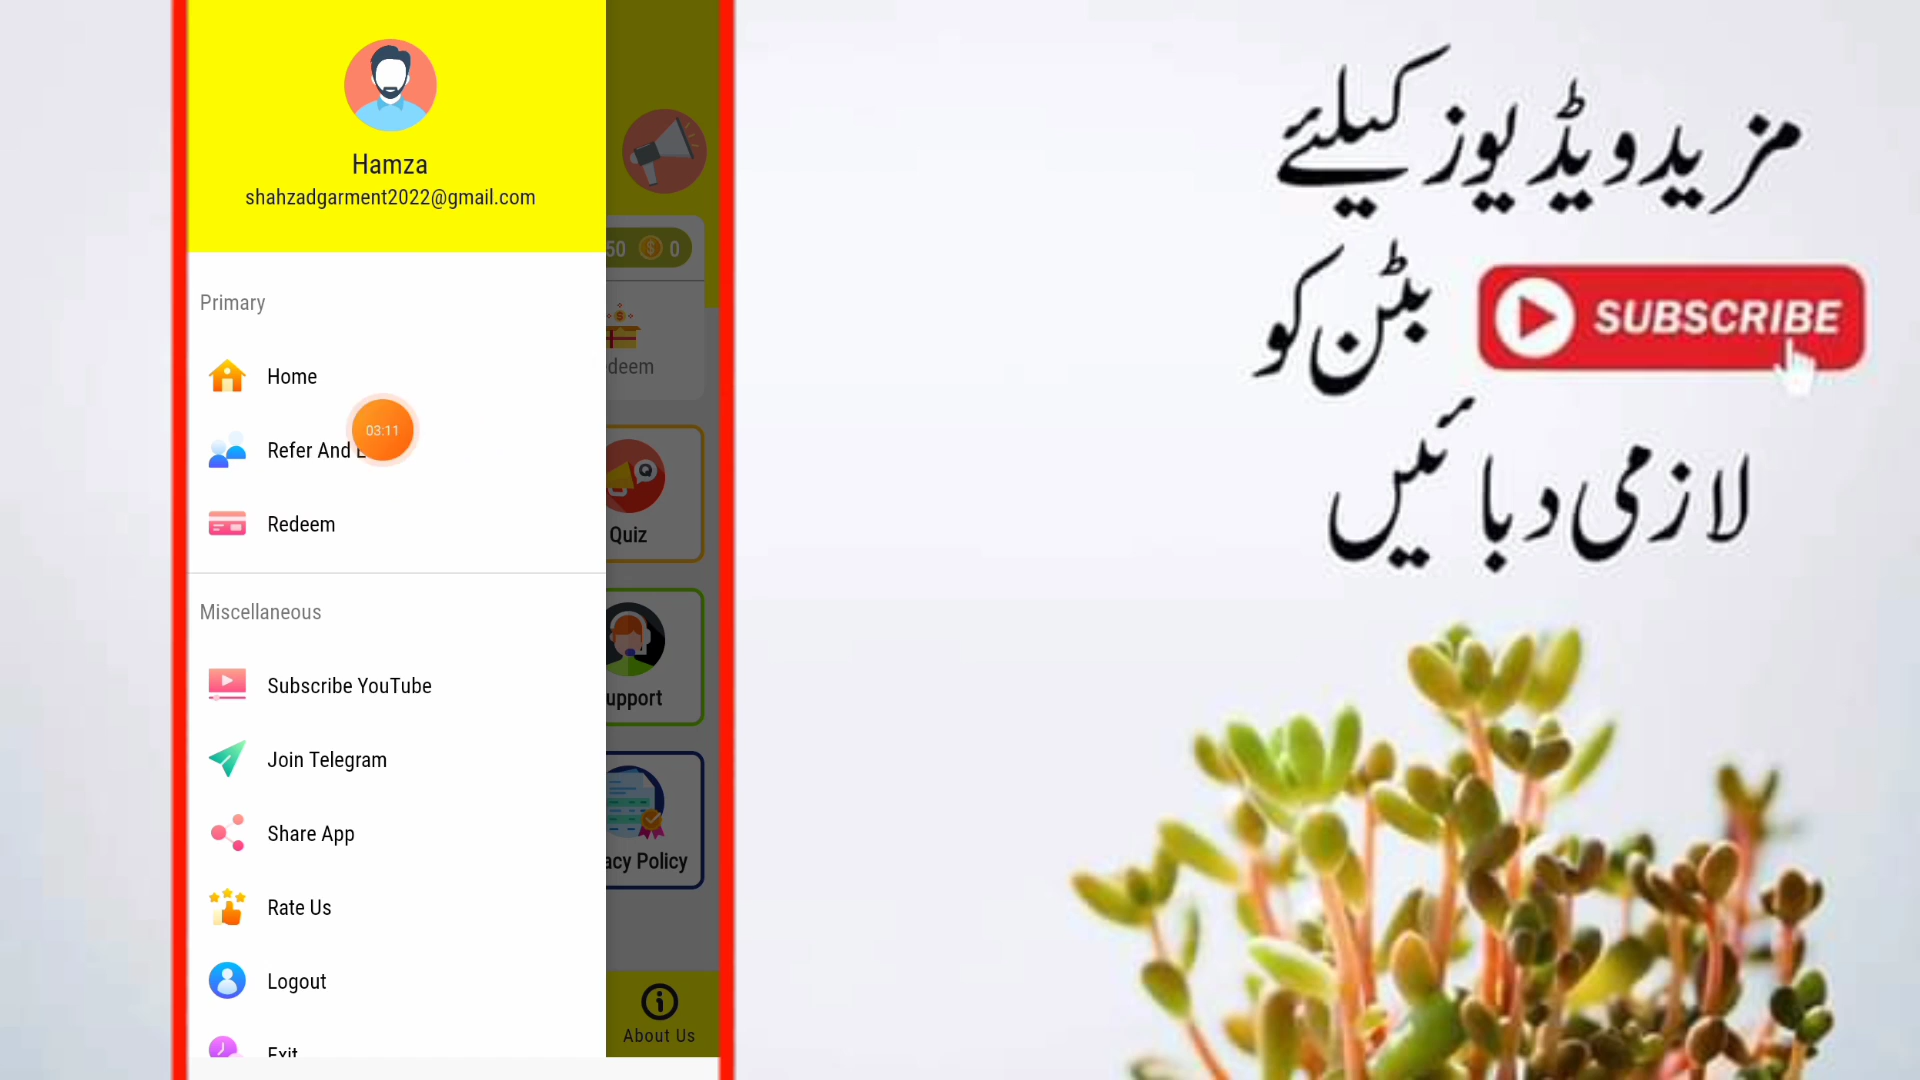 Hamza
shahzadgarment2022@gmail.com
Primary
Home
Refer And E
03:11
Redeem
Miscellaneous
Subscribe YouTube
Join Telegram
Share App
Rate Us
Logout
Exit
50 0
deem
Quiz
upport
acy Policy
About Us
مزید ویڈیوز کیلئے
SUBSCRIBE بٹن کو
لازمی دبائیں